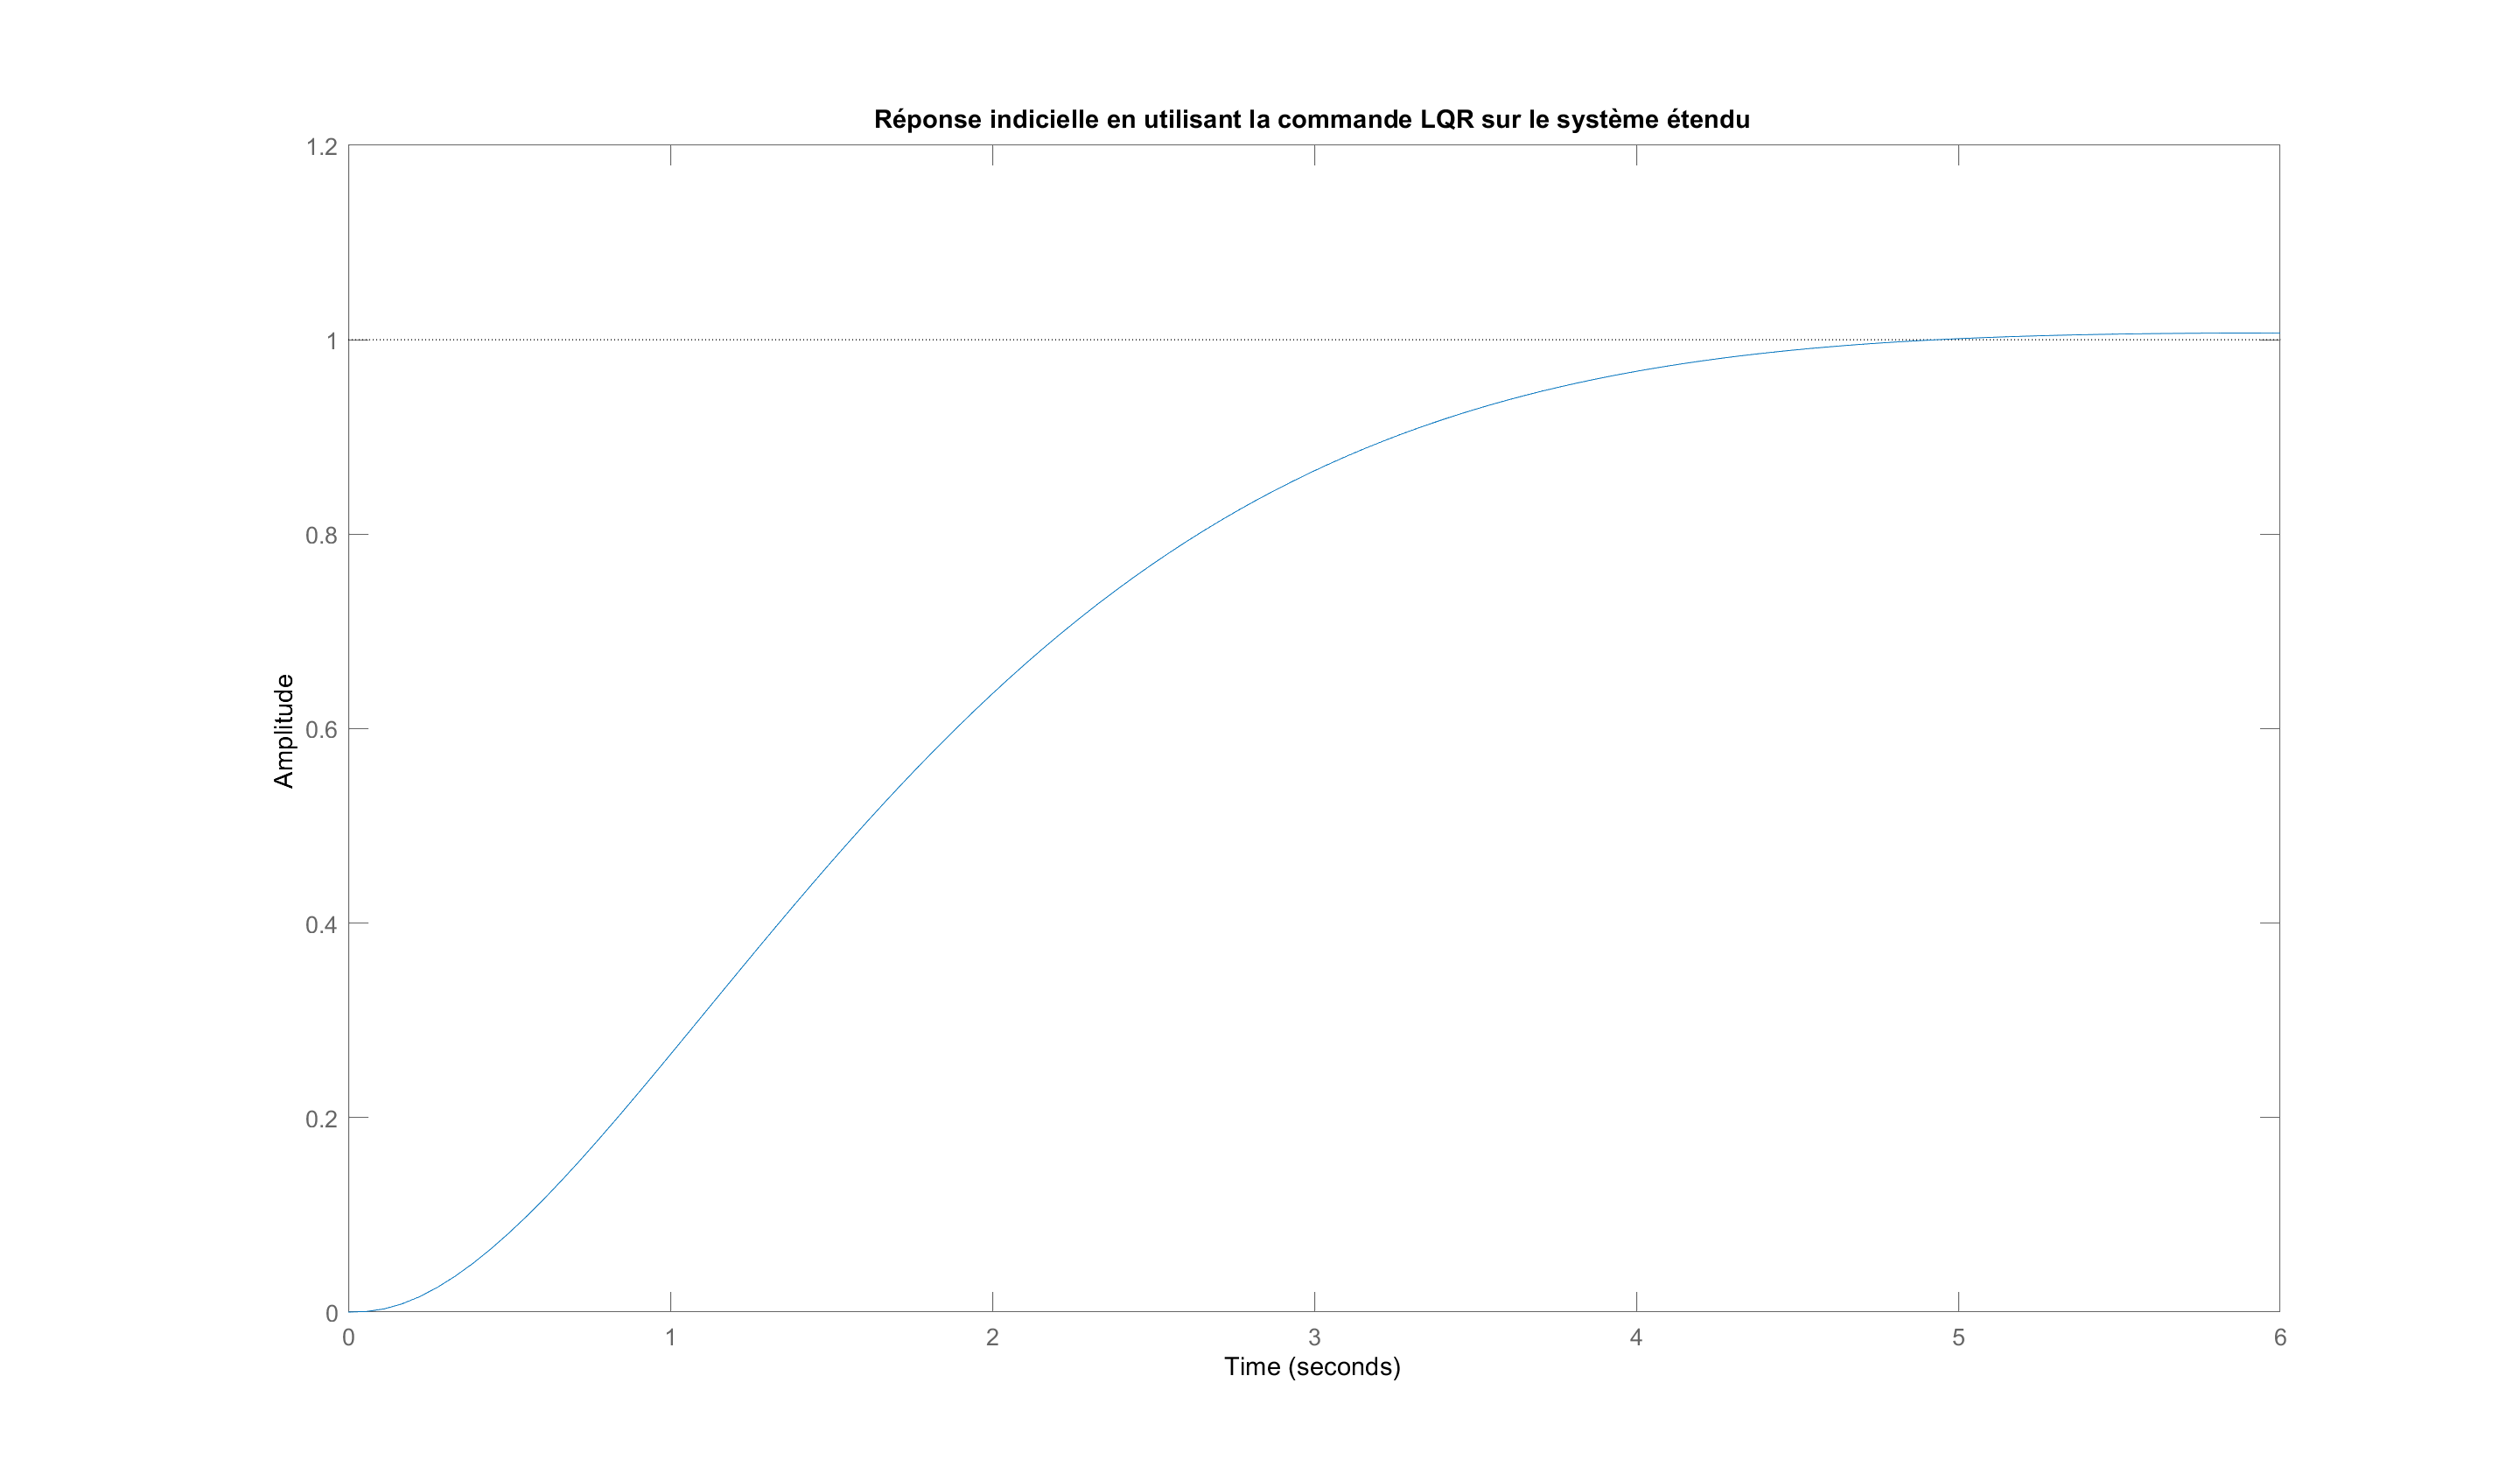 Réponse indicielle en utilisant la commande LQR sur le système étendu
1.2
1
0.8
0.6
0.4
0.2
0
Amplitude
0 1 2 3 4 5 6
Time (seconds)